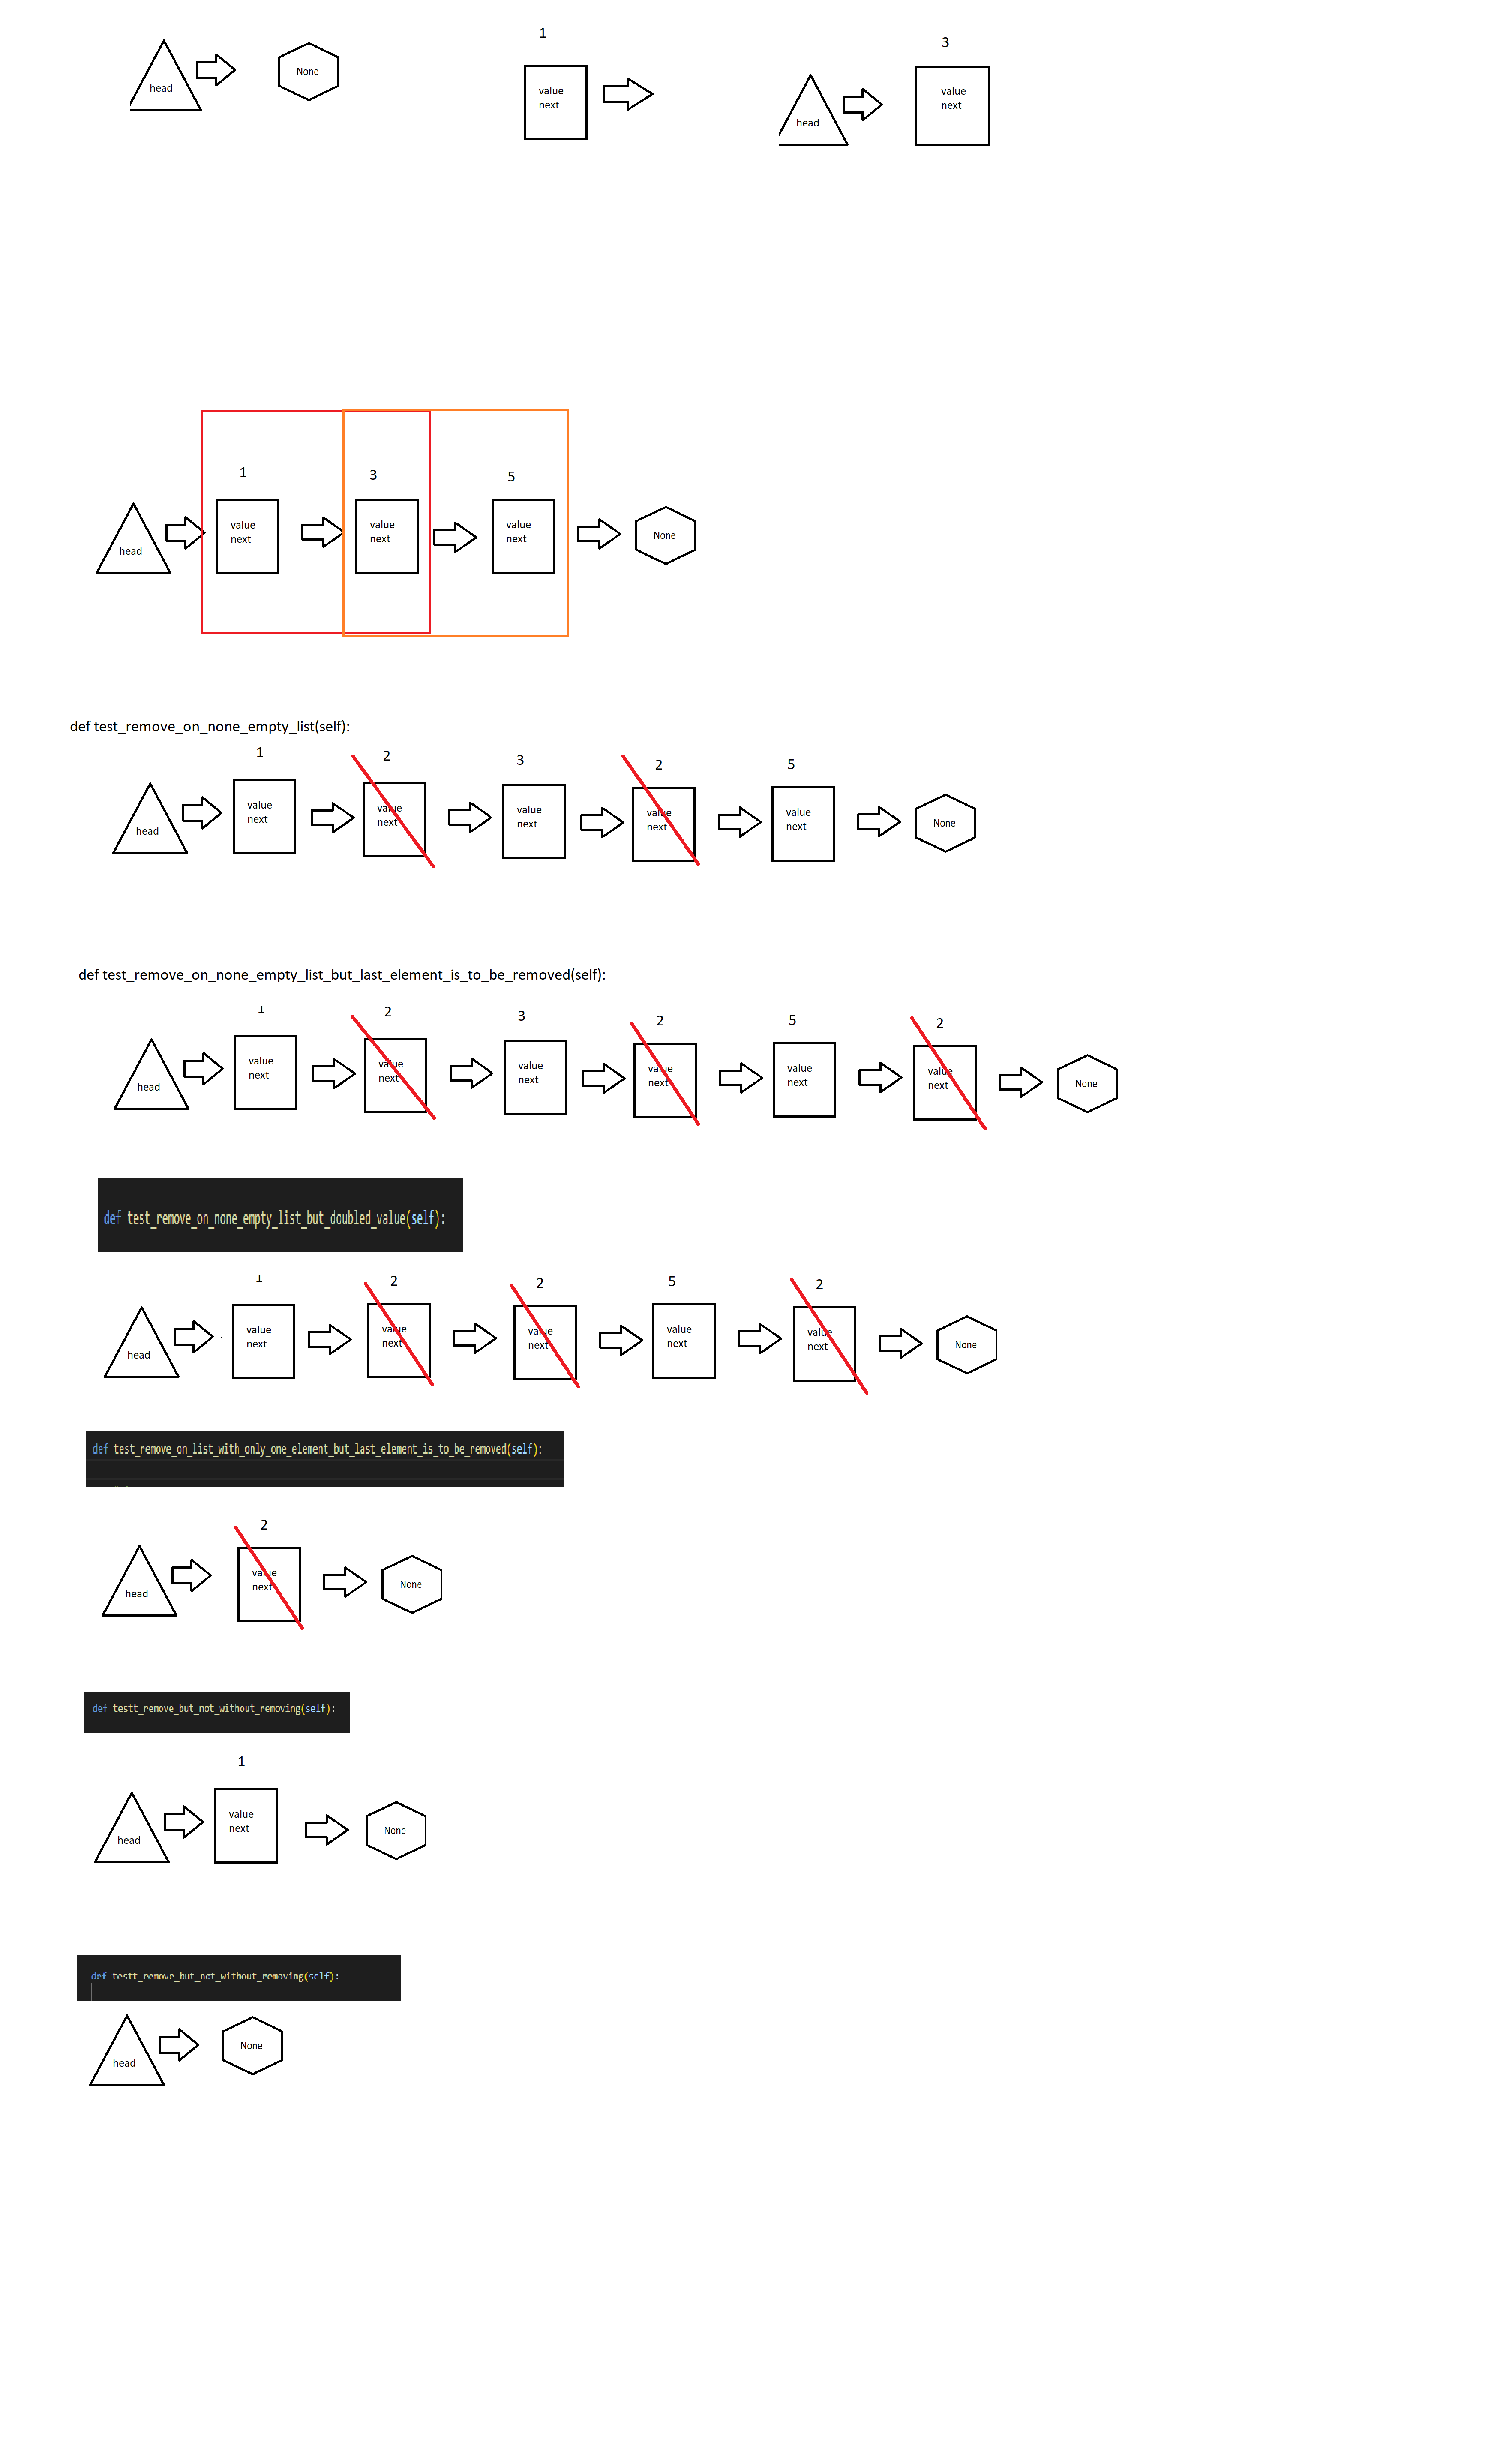 1
3
head
None
value
next
head
value
next
1
3
5
head
value
next
value
next
value
next
None
def test_remove_on_none_empty_list(self):
1
2
3
2
5
head
value
next
value
next
value
next
value
next
value
next
None
def test_remove_on_none_empty_list_but_last_element_is_to_be_removed(self):
1
2
3
2
5
2
head
value
next
value
next
value
next
value
next
value
next
value
next
None
def test_remove_on_none_empty_list_but_doubled_value(self):
1
2
2
5
2
head
value
next
value
next
value
next
value
next
value
next
None
def test_remove_on_list_with_only_one_element_but_last_element_is_to_be_removed(self):
2
head
value
next
None
def testt_remove_but_not_without_removing(self):
1
head
value
next
None
def testt_remove_but_not_without_removing(self):
head
None